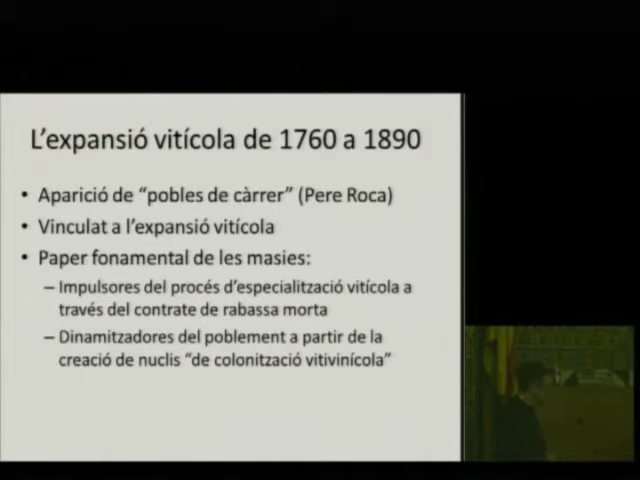 L'expansió vitícola de 1760 a 1890
• Aparició de “pobles de càrrer” (Pere Roca)
• Vinculat a l'expansió vitícola
• Paper fonamental de les masies:
– Impulsores del procés d'especialització vitícola a
través del contrate de rabassa morta
– Dinamitzadores del poblement a partir de la
creació de nuclis “de colonització vitivinícola”